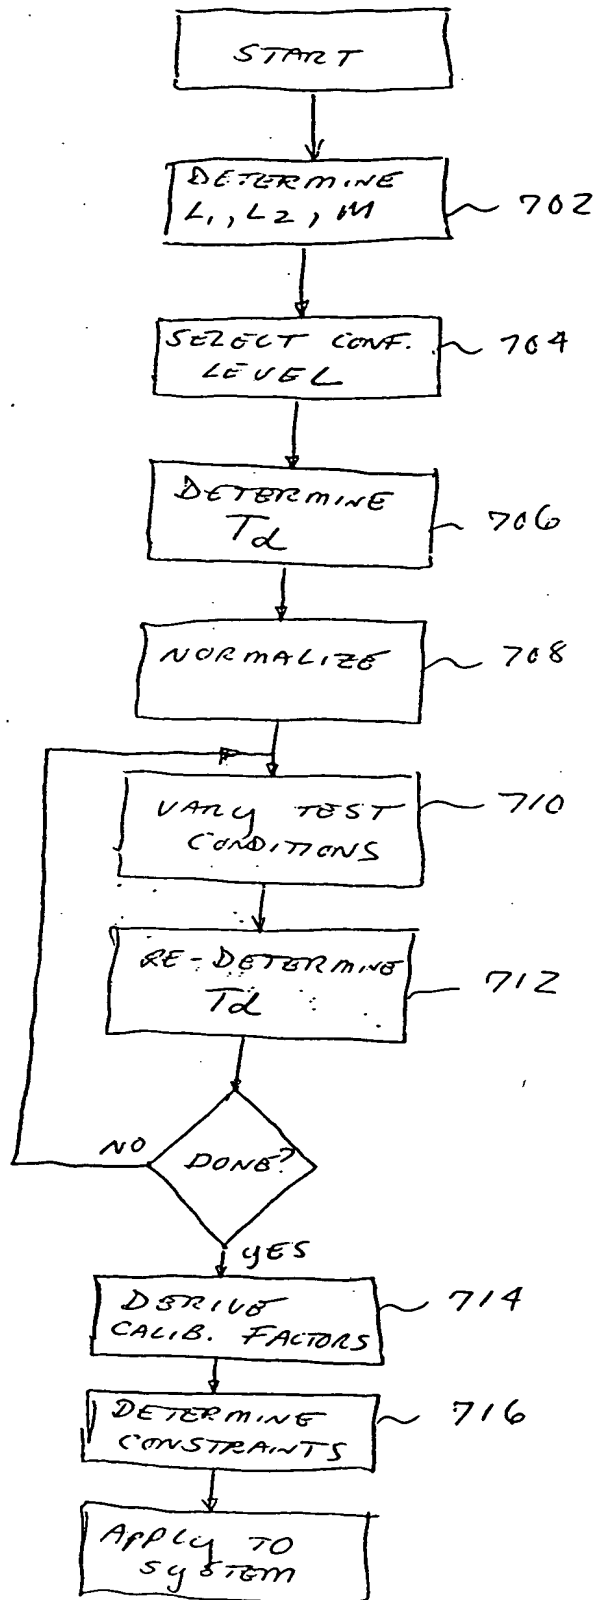 START
DETERMINE
L1, L2, M
702
SELECT CONF.
LEVEL
704
DETERMINE
Td
706
NORMALIZE
708
VARY TEST
CONDITIONS
710
RE-DETERMINE
Td
712
DONE?
NO
YES
DERIVE
CALIB. FACTORS
714
DETERMINE
CONSTRAINTS
716
APPLY TO
SYSTEM